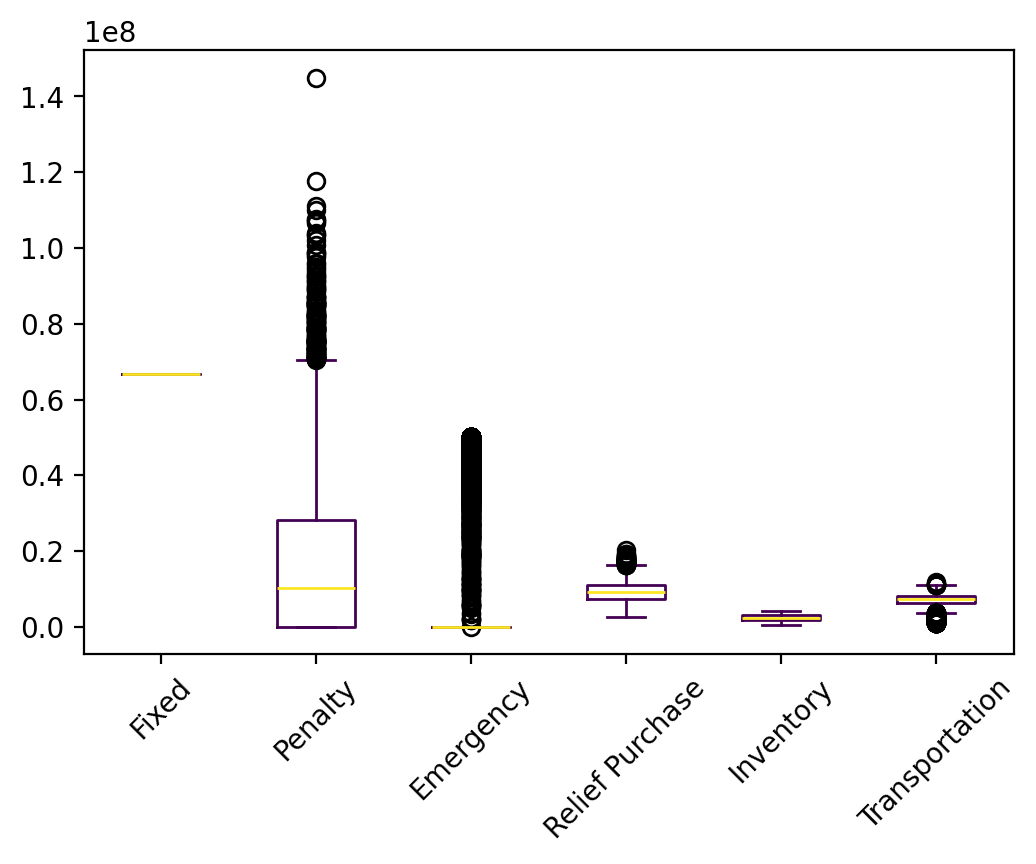 1e8
1.4
1.2
1.0
0.8
0.6
0.4
0.2
0.0
Fixed
Penalty
Emergency
Relief Purchase
Inventory
Transportation